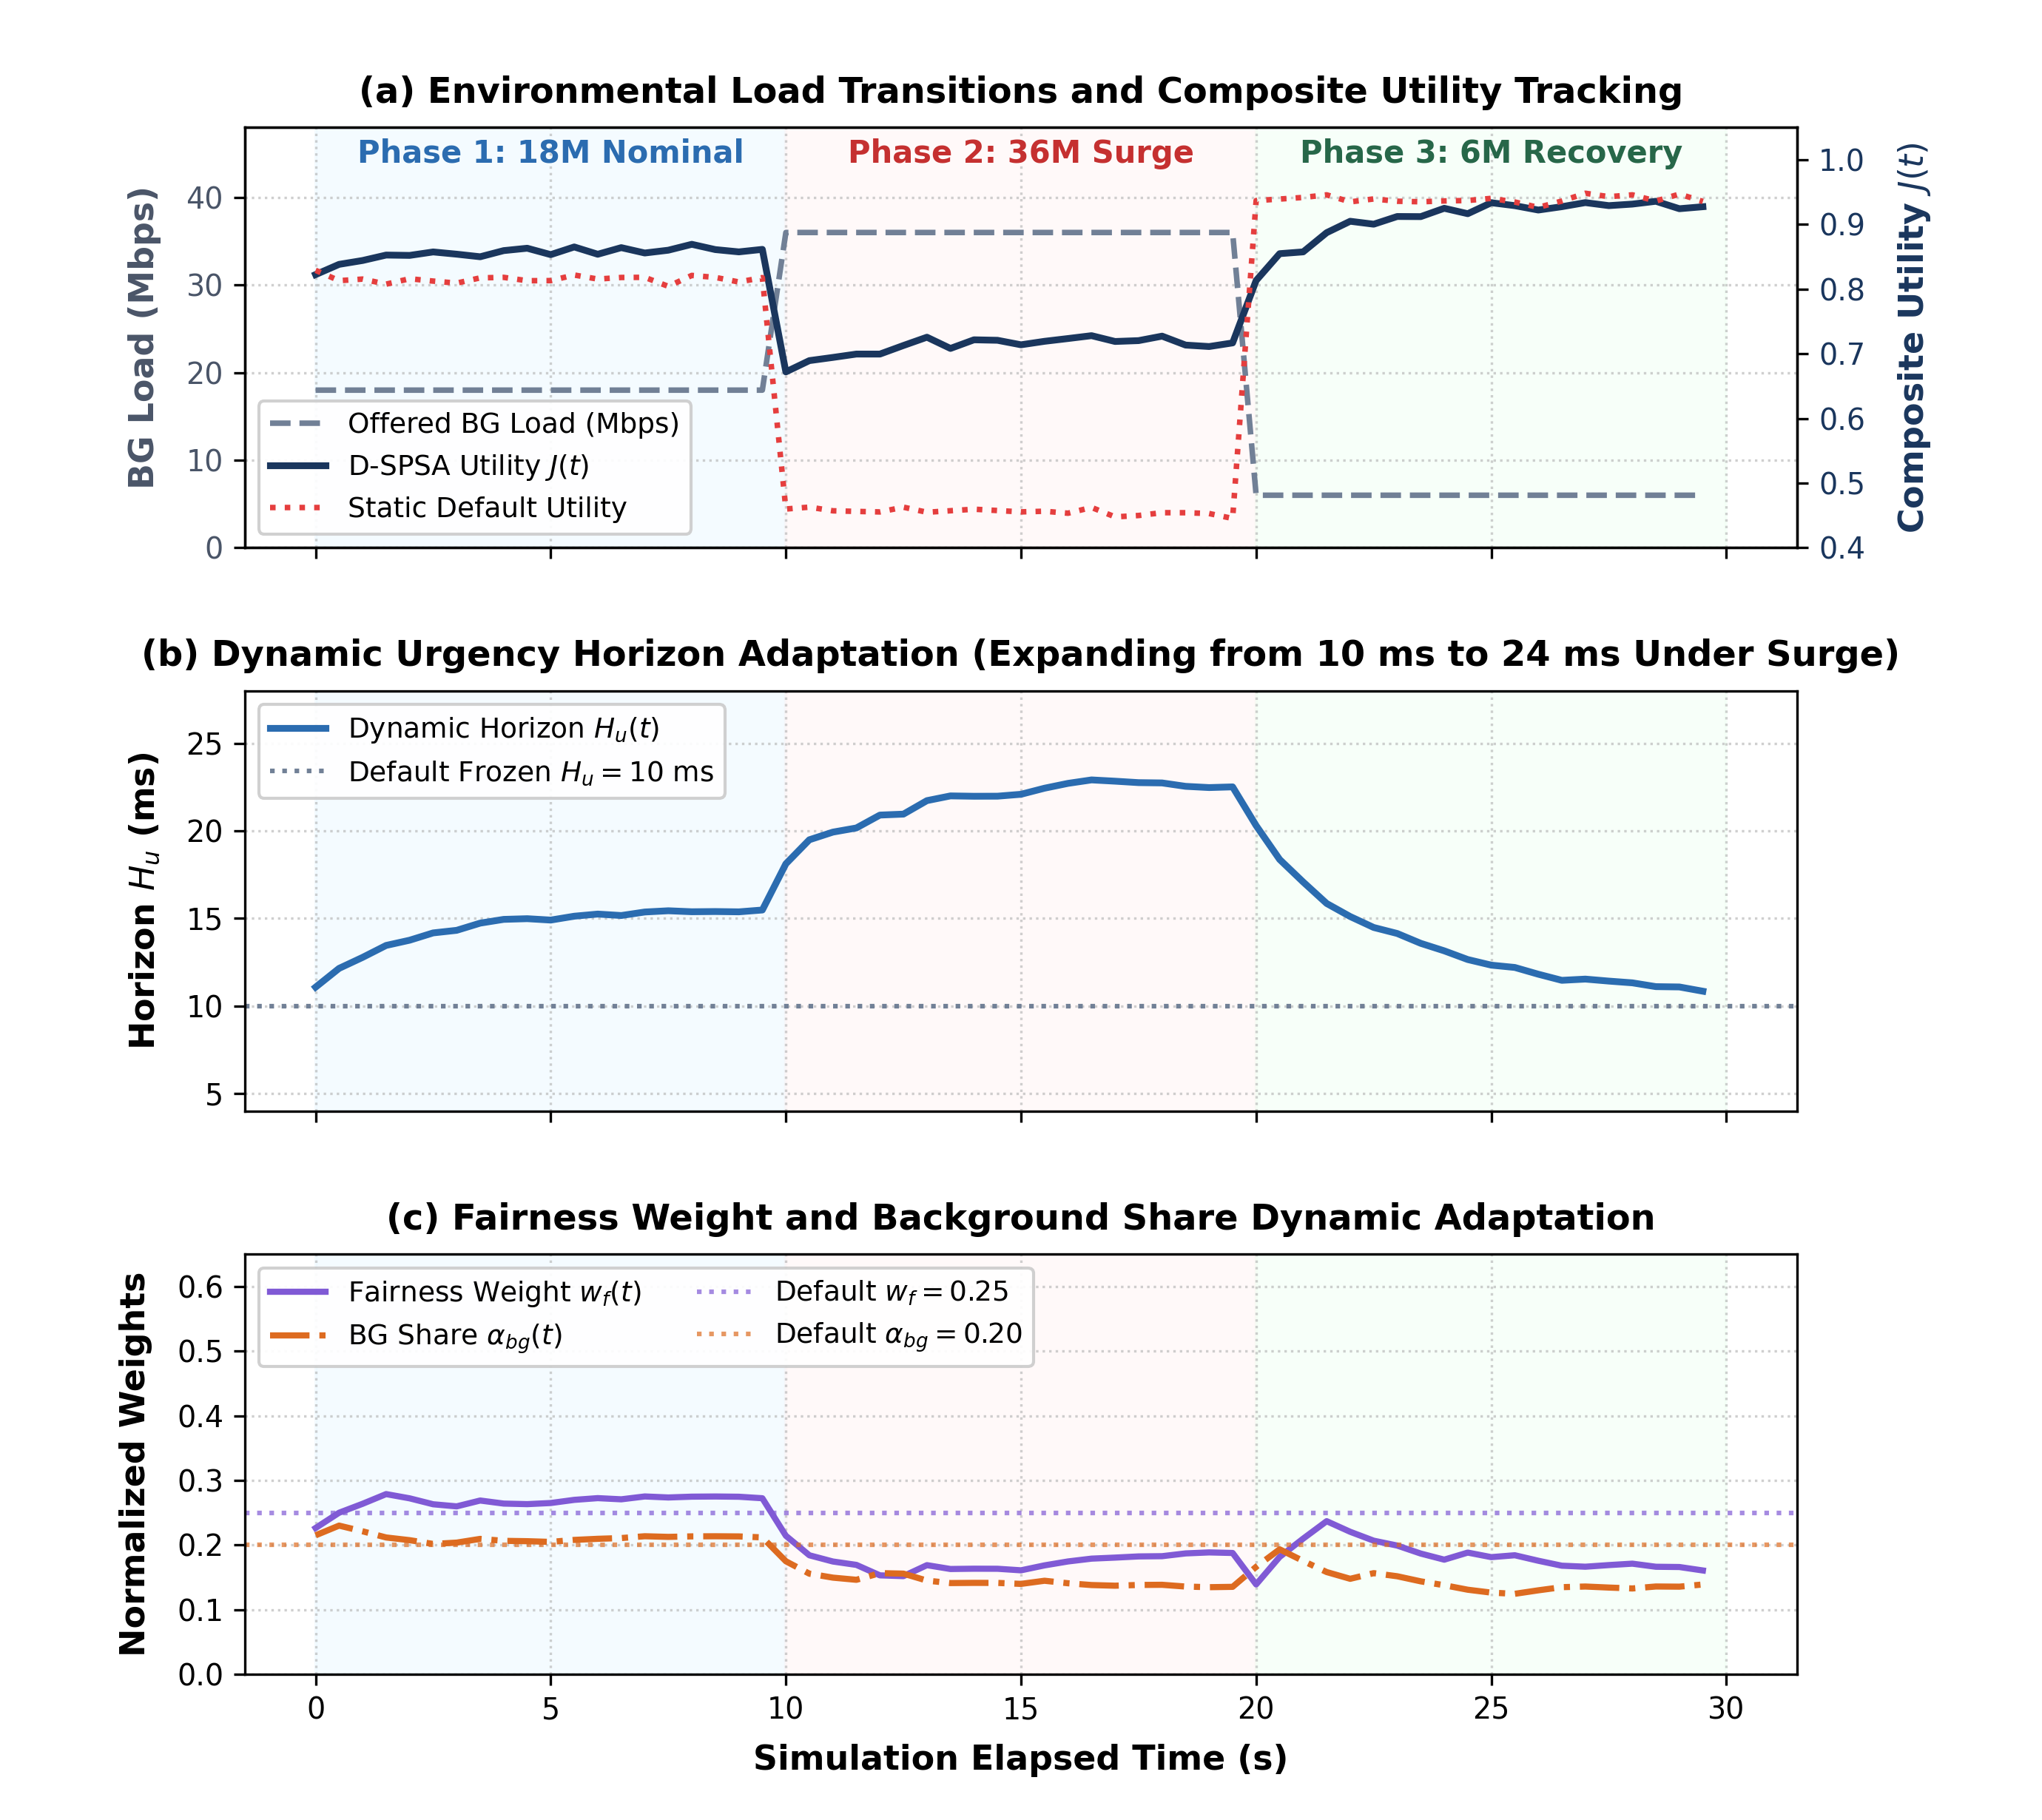 (a) Environmental Load Transitions and Composite Utility Tracking
Phase 1: 18M Nominal
Phase 2: 36M Surge
Phase 3: 6M Recovery
BG Load (Mbps)
40
30
20
10
0
Offered BG Load (Mbps)
D-SPSA Utility J(t)
Static Default Utility
1.0
0.9
0.8
0.7
0.6
0.5
0.4
Composite Utility J(t)
(b) Dynamic Urgency Horizon Adaptation (Expanding from 10 ms to 24 ms Under Surge)
Horizon H_u (ms)
25
20
15
10
5
Dynamic Horizon H_u(t)
Default Frozen H_u = 10 ms
(c) Fairness Weight and Background Share Dynamic Adaptation
Normalized Weights
0.6
0.5
0.4
0.3
0.2
0.1
0.0
Fairness Weight w_f(t)
BG Share α_bg(t)
Default w_f = 0.25
Default α_bg = 0.20
0 5 10 15 20 25 30
Simulation Elapsed Time (s)